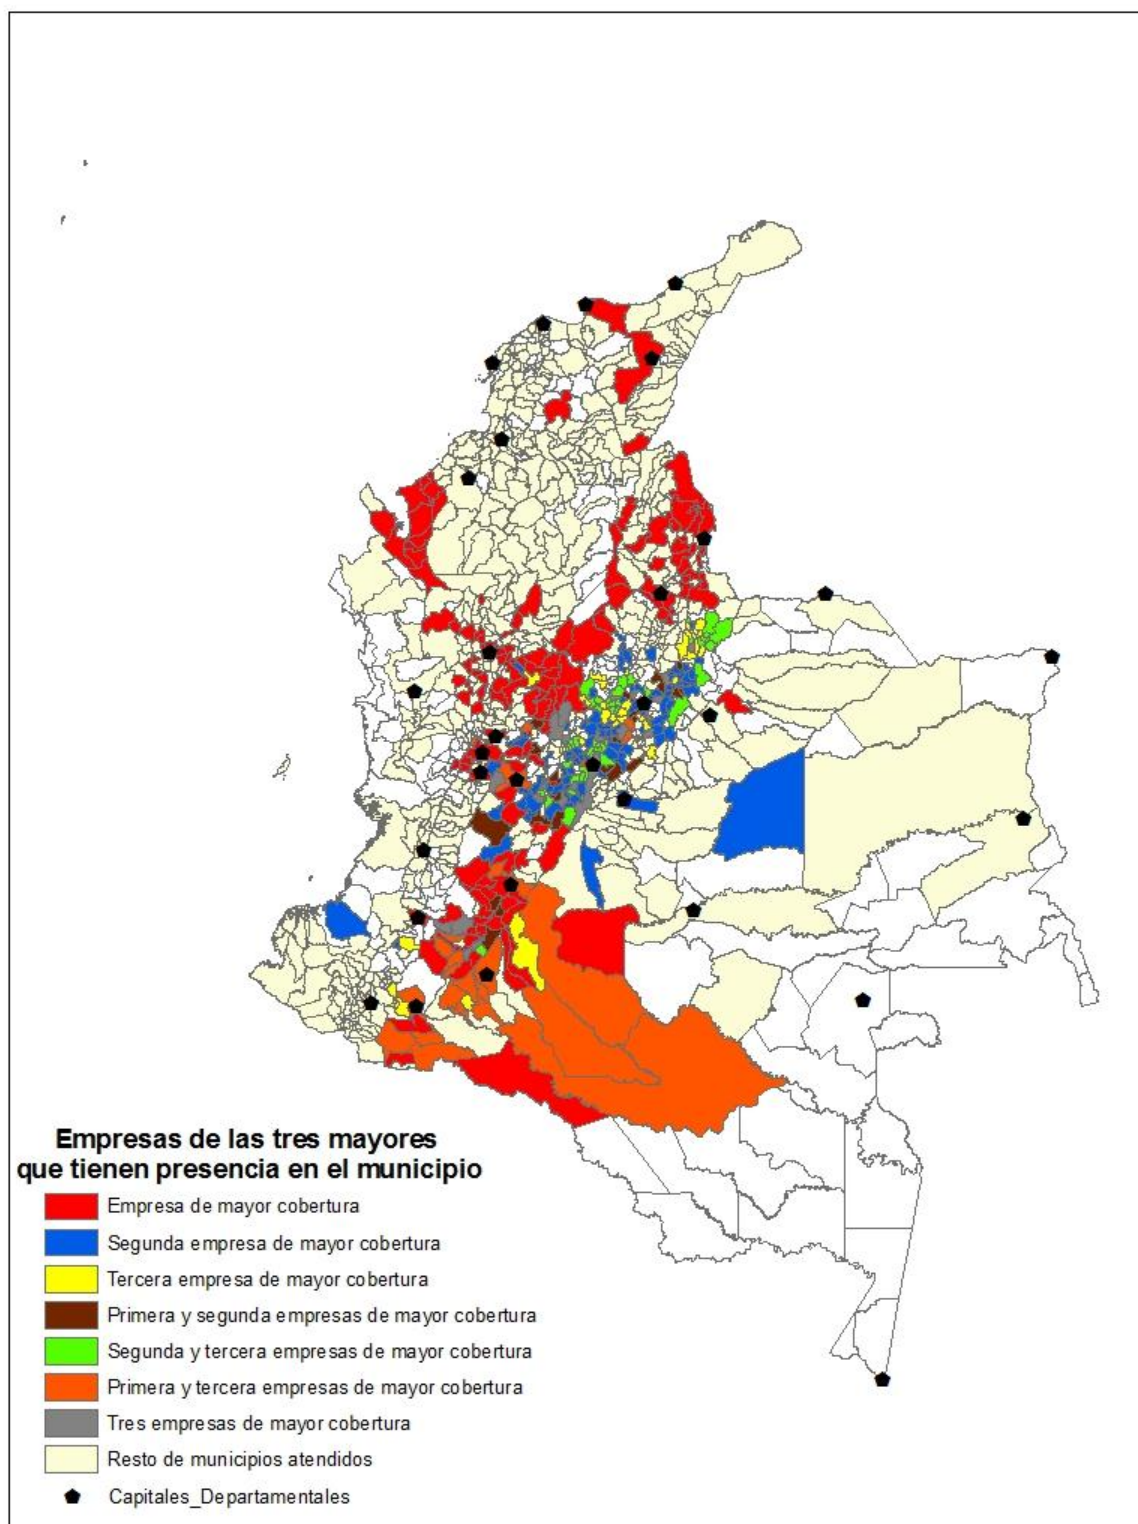 Empresas de las tres mayores
que tienen presencia en el municipio
Empresa de mayor cobertura
Segunda empresa de mayor cobertura
Tercera empresa de mayor cobertura
Primera y segunda empresas de mayor cobertura
Segunda y tercera empresas de mayor cobertura
Primera y tercera empresas de mayor cobertura
Tres empresas de mayor cobertura
Resto de municipios atendidos
Capitales_Departamentales